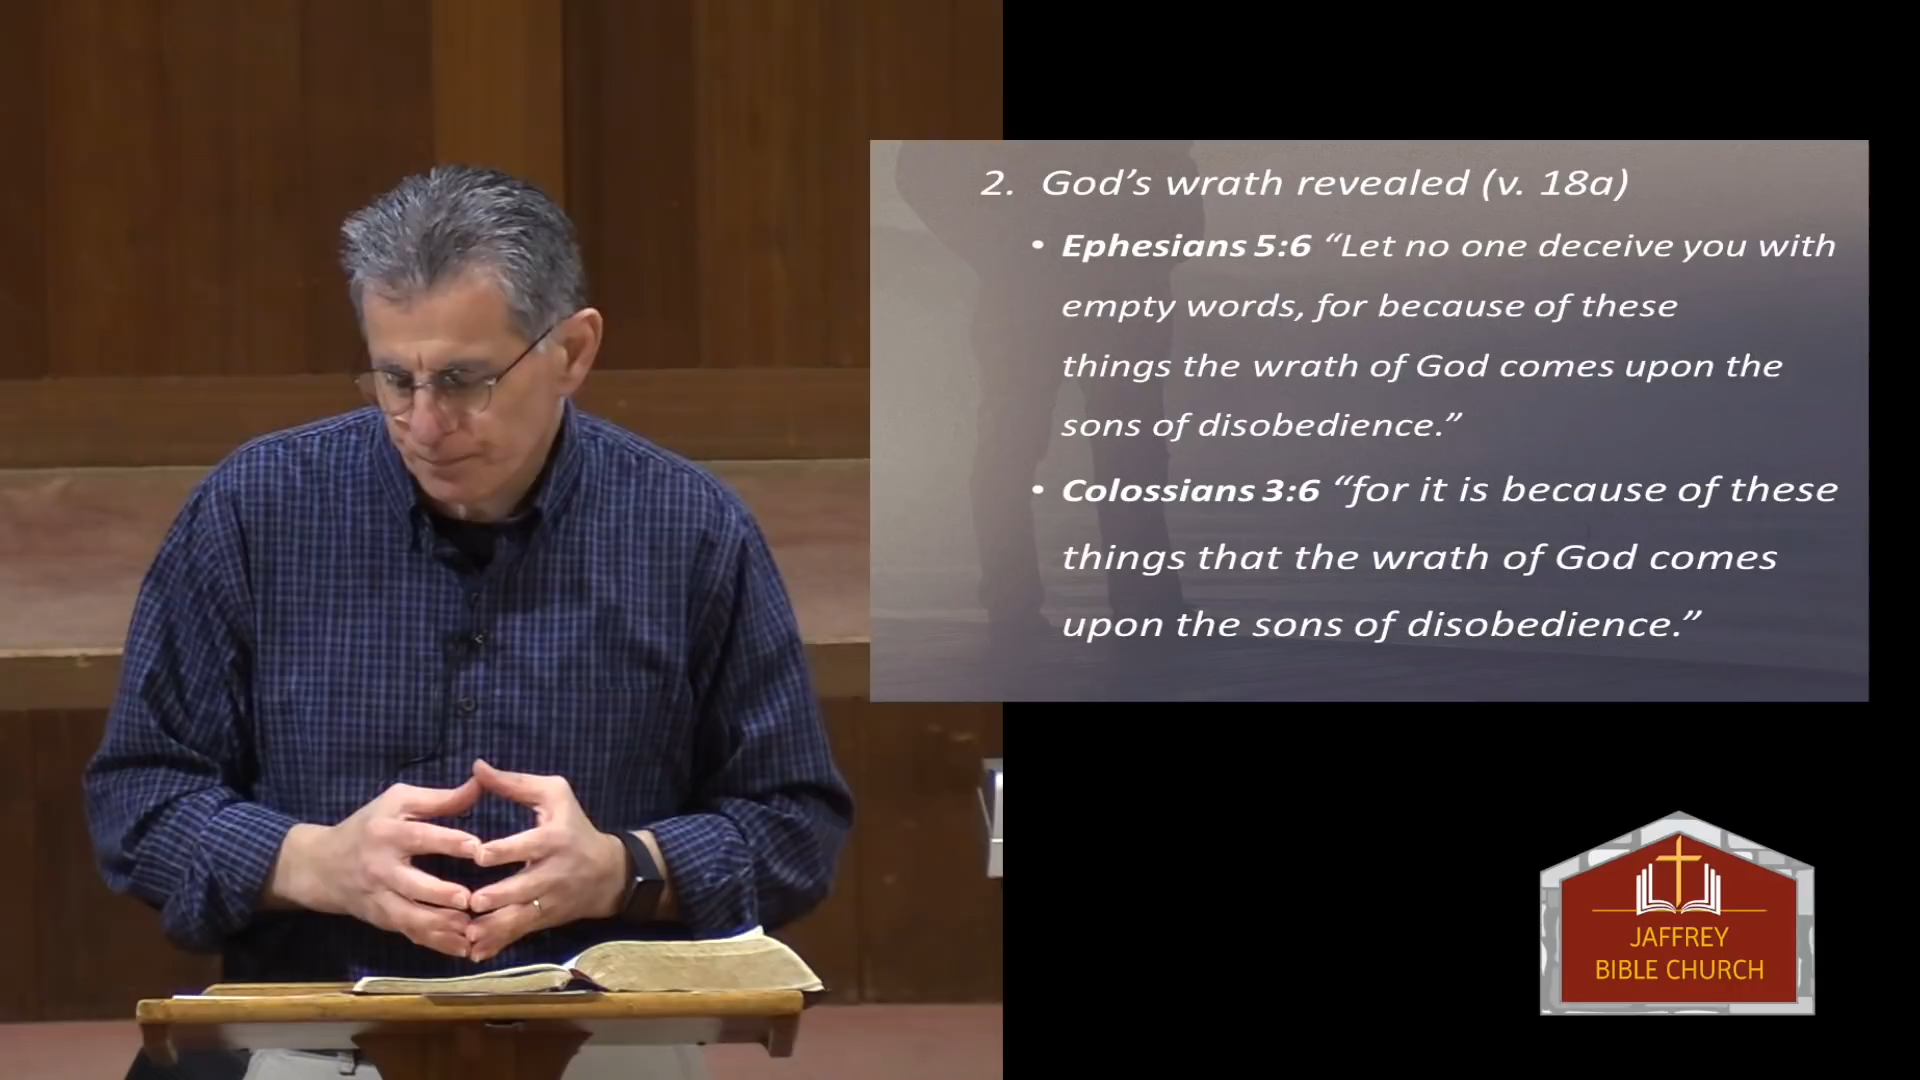 2. God’s wrath revealed (v. 18a)
• Ephesians 5:6 “Let no one deceive you with
empty words, for because of these
things the wrath of God comes upon the
sons of disobedience.”
• Colossians 3:6 “for it is because of these
things that the wrath of God comes
upon the sons of disobedience.”
JAFFREY
BIBLE CHURCH